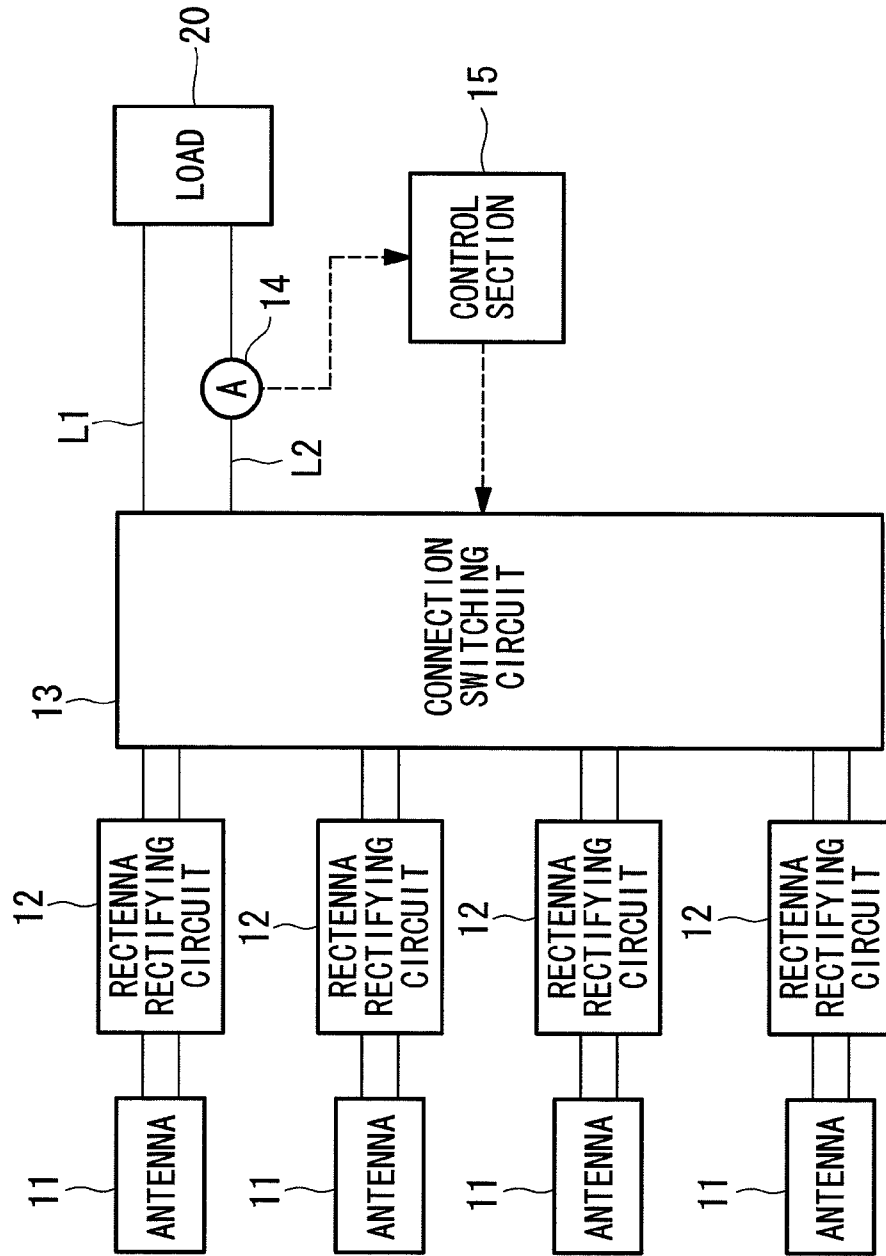 20
LOAD
15
CONTROL
SECTION
14
A
L1
L2
13
CONNECTION
SWITCHING
CIRCUIT
12
RECTENNA
RECTIFYING
CIRCUIT
12
RECTENNA
RECTIFYING
CIRCUIT
12
RECTENNA
RECTIFYING
CIRCUIT
12
RECTENNA
RECTIFYING
CIRCUIT
11
ANTENNA
11
ANTENNA
11
ANTENNA
11
ANTENNA